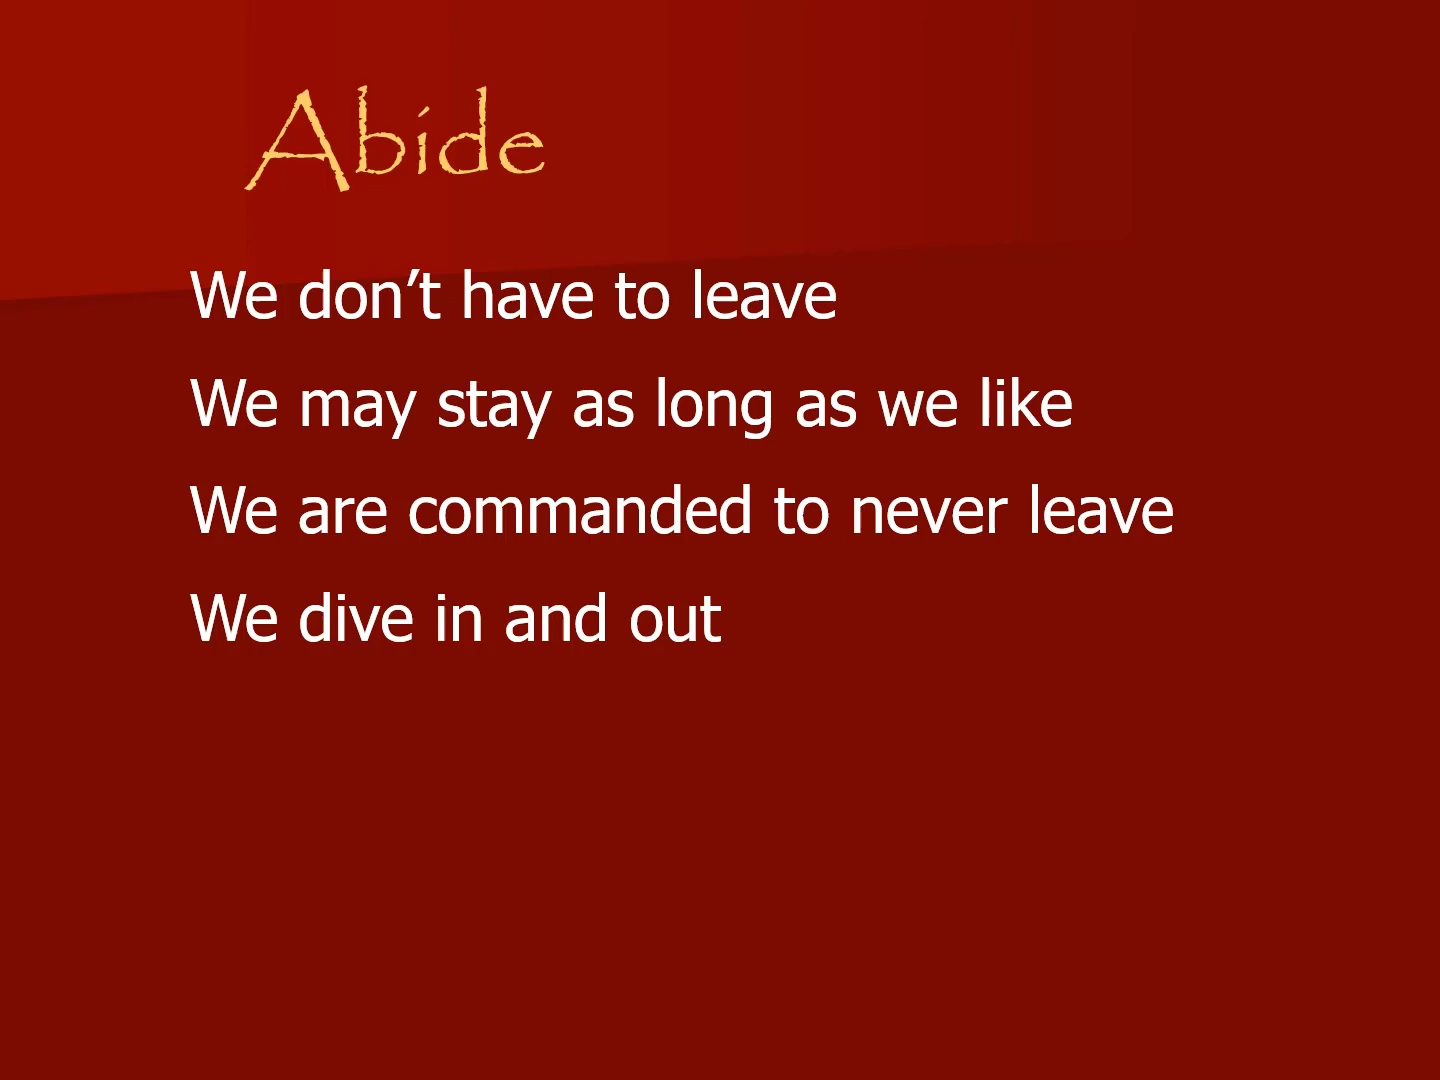 Abide
We don’t have to leave
We may stay as long as we like
We are commanded to never leave
We dive in and out